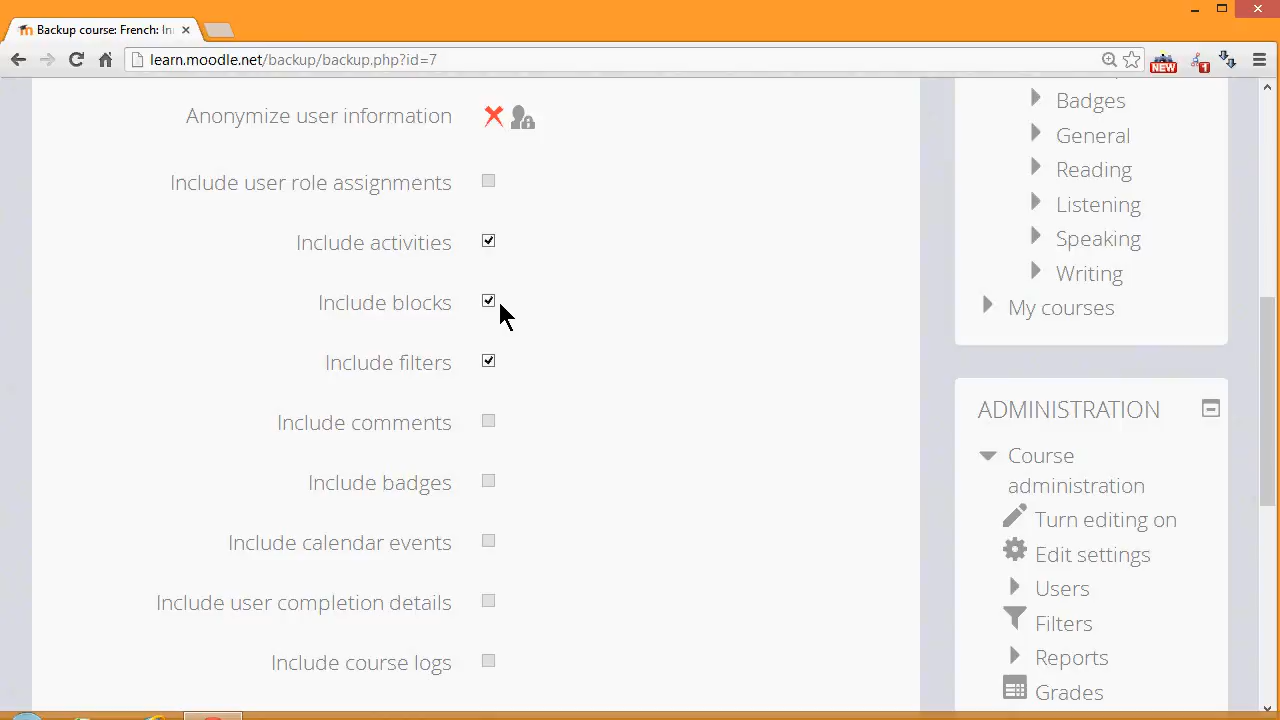 Backup course: French: In
learn.moodle.net/backup/backup.php?id=7
NEW
1
Anonymize user information
Include user role assignments
Include activities
Include blocks
Include filters
Include comments
Include badges
Include calendar events
Include user completion details
Include course logs
Badges
General
Reading
Listening
Speaking
Writing
My courses
ADMINISTRATION
Course
administration
Turn editing on
Edit settings
Users
Filters
Reports
Grades